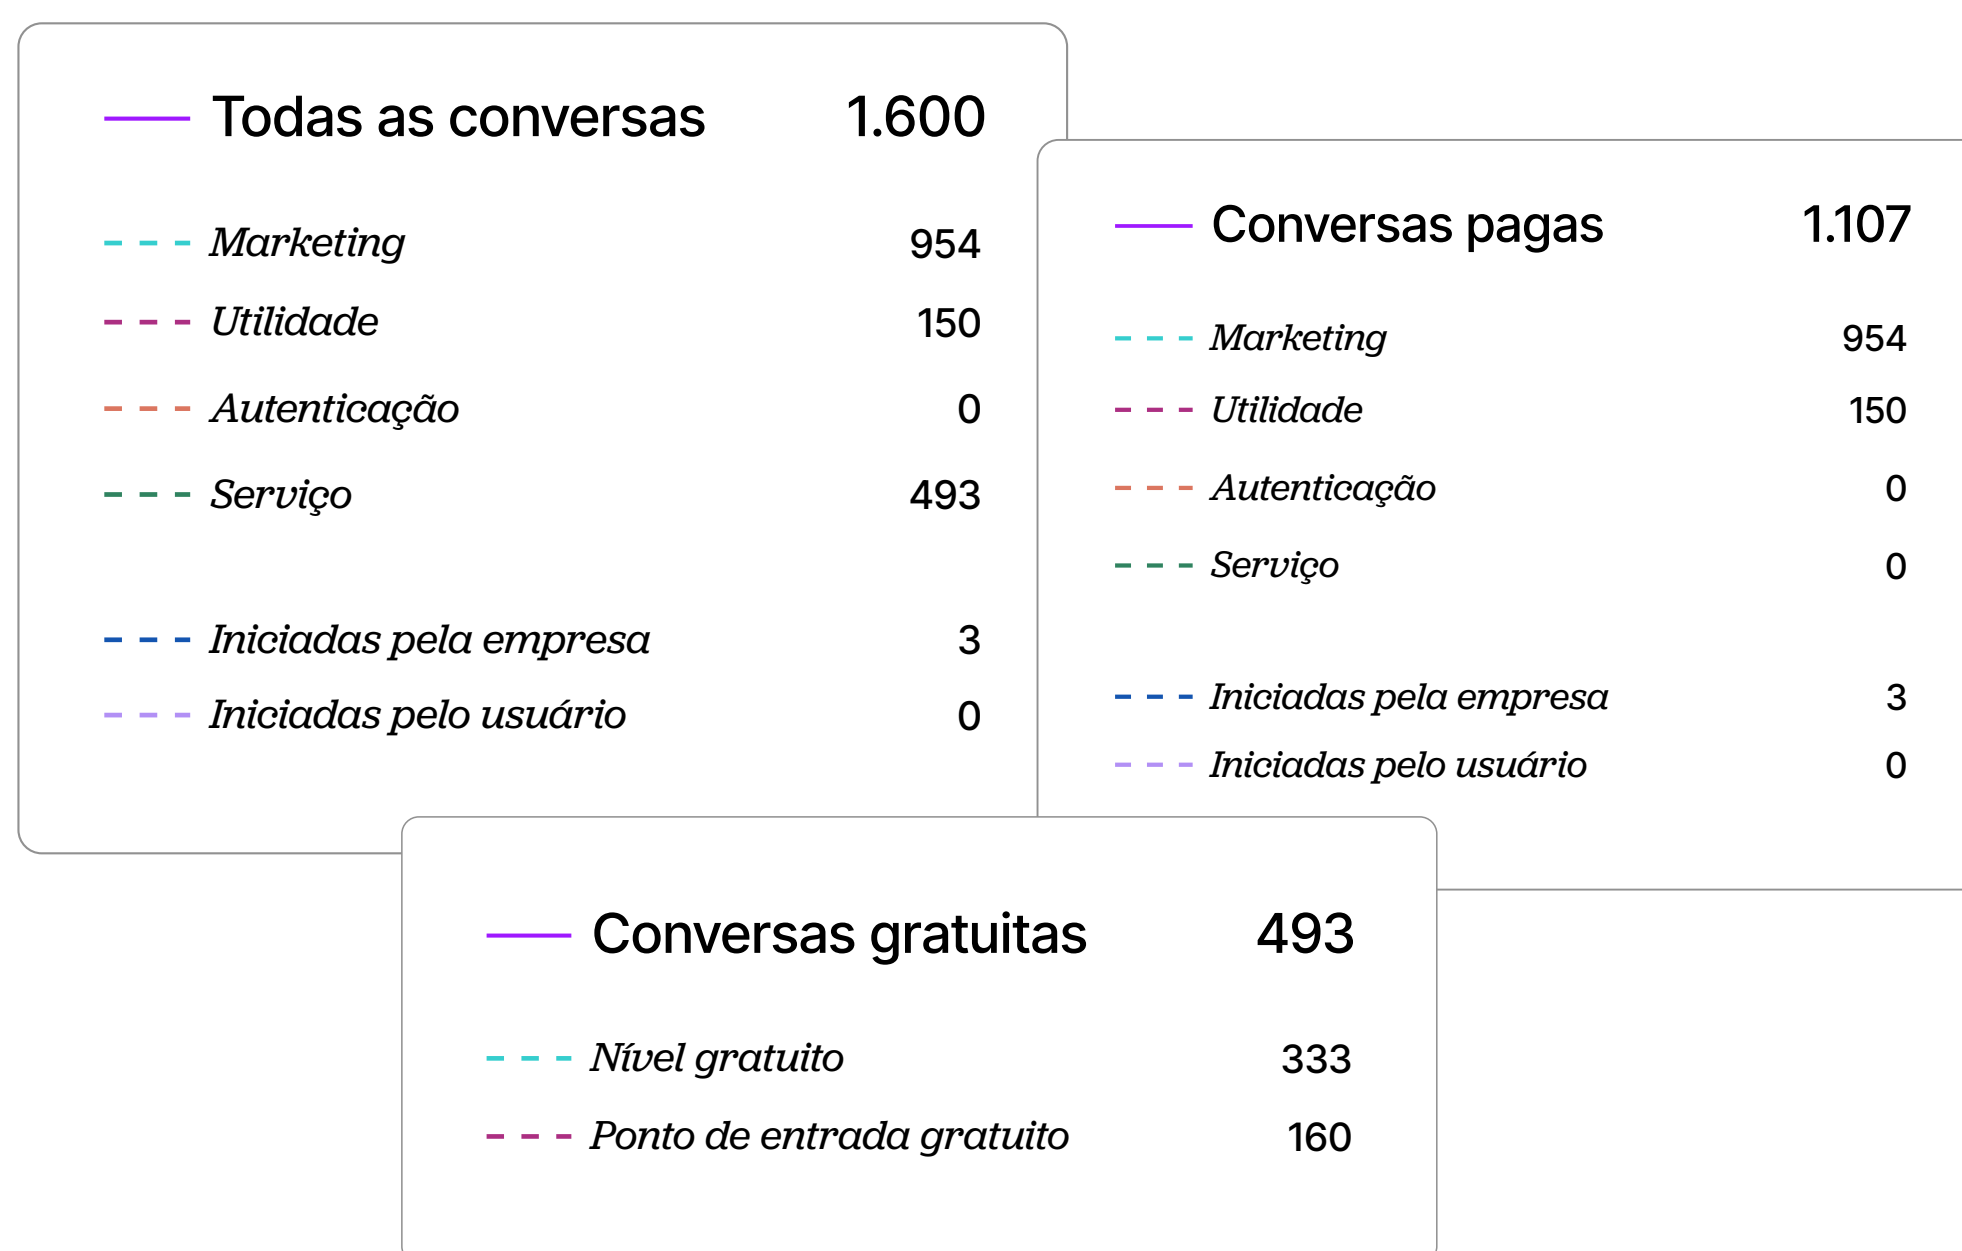 Todas as conversas 1.600
Marketing 954
Utilidade 150
Autenticação 0
Serviço 493
Iniciadas pela empresa 3
Iniciadas pelo usuário 0
Conversas pagas 1.107
Marketing 954
Utilidade 150
Autenticação 0
Serviço 0
Iniciadas pela empresa 3
Iniciadas pelo usuário 0
Conversas gratuitas 493
Nível gratuito 333
Ponto de entrada gratuito 160